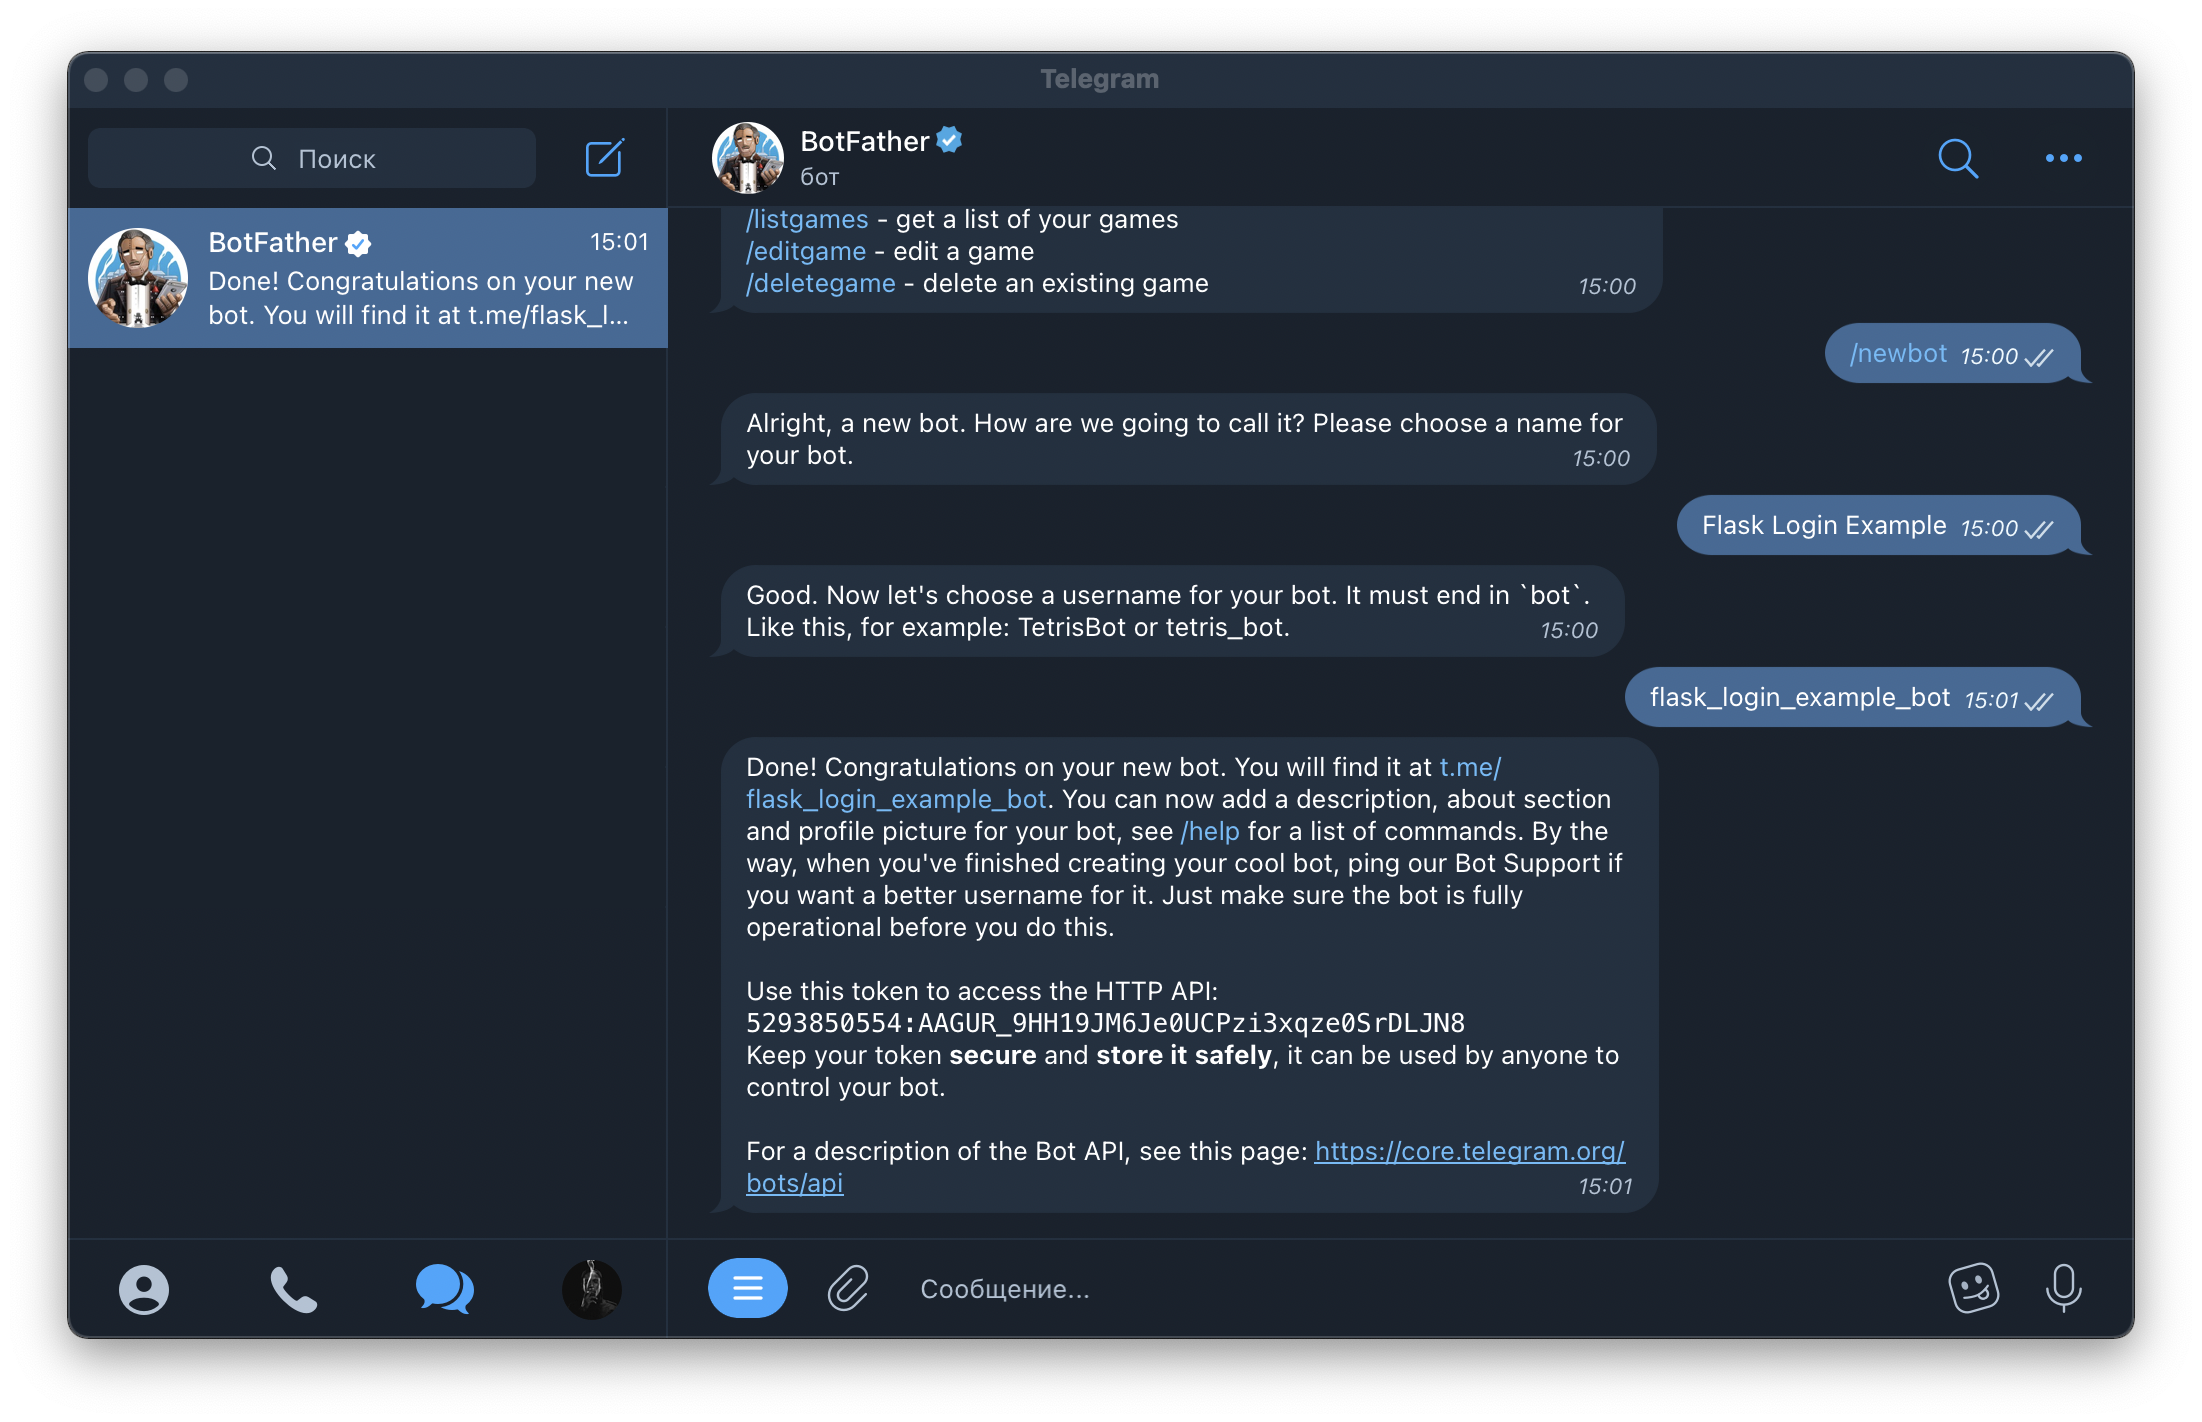 Telegram
Поиск
BotFather
15:01
Done! Congratulations on your new
bot. You will find it at t.me/flask_l...
BotFather
бот
/listgames - get a list of your games
/editgame - edit a game
/deletegame - delete an existing game
15:00
/newbot 15:00
Alright, a new bot. How are we going to call it? Please choose a name for
your bot.
15:00
Flask Login Example 15:00
Good. Now let's choose a username for your bot. It must end in `bot`.
Like this, for example: TetrisBot or tetris_bot.
15:00
flask_login_example_bot 15:01
Done! Congratulations on your new bot. You will find it at t.me/
flask_login_example_bot. You can now add a description, about section
and profile picture for your bot, see /help for a list of commands. By the
way, when you've finished creating your cool bot, ping our Bot Support if
you want a better username for it. Just make sure the bot is fully
operational before you do this.
Use this token to access the HTTP API:
5293850554:AAGUR_9HH19JM6Je0UCPzi3xqze0SrDLJN8
Keep your token secure and store it safely, it can be used by anyone to
control your bot.
For a description of the Bot API, see this page: https://core.telegram.org/
bots/api
15:01
Сообщение...